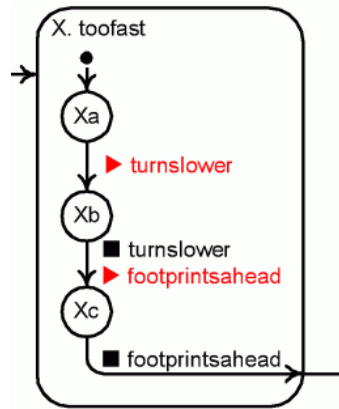 X. toofast
Xa
turnslower
Xb
turnslower
footprintsahead
Xc
footprintsahead